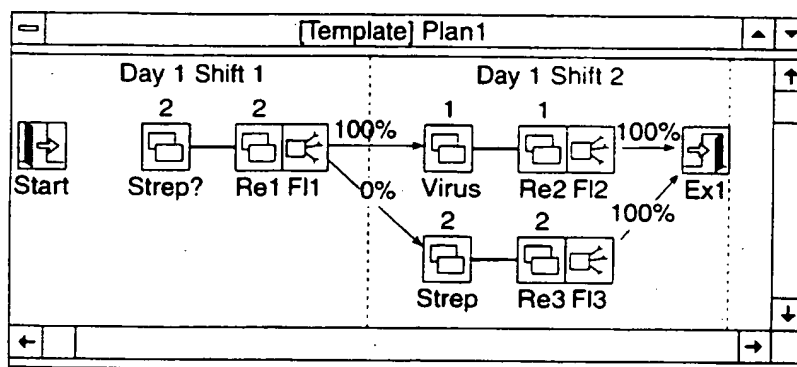 [Template] Plan1
Day 1 Shift 1
Day 1 Shift 2
2
2
1
1
100%
100%
Start
Strep?
Re1 Fl1
Virus
Re2 Fl2
Ex1
0%
100%
2
2
Strep
Re3 Fl3